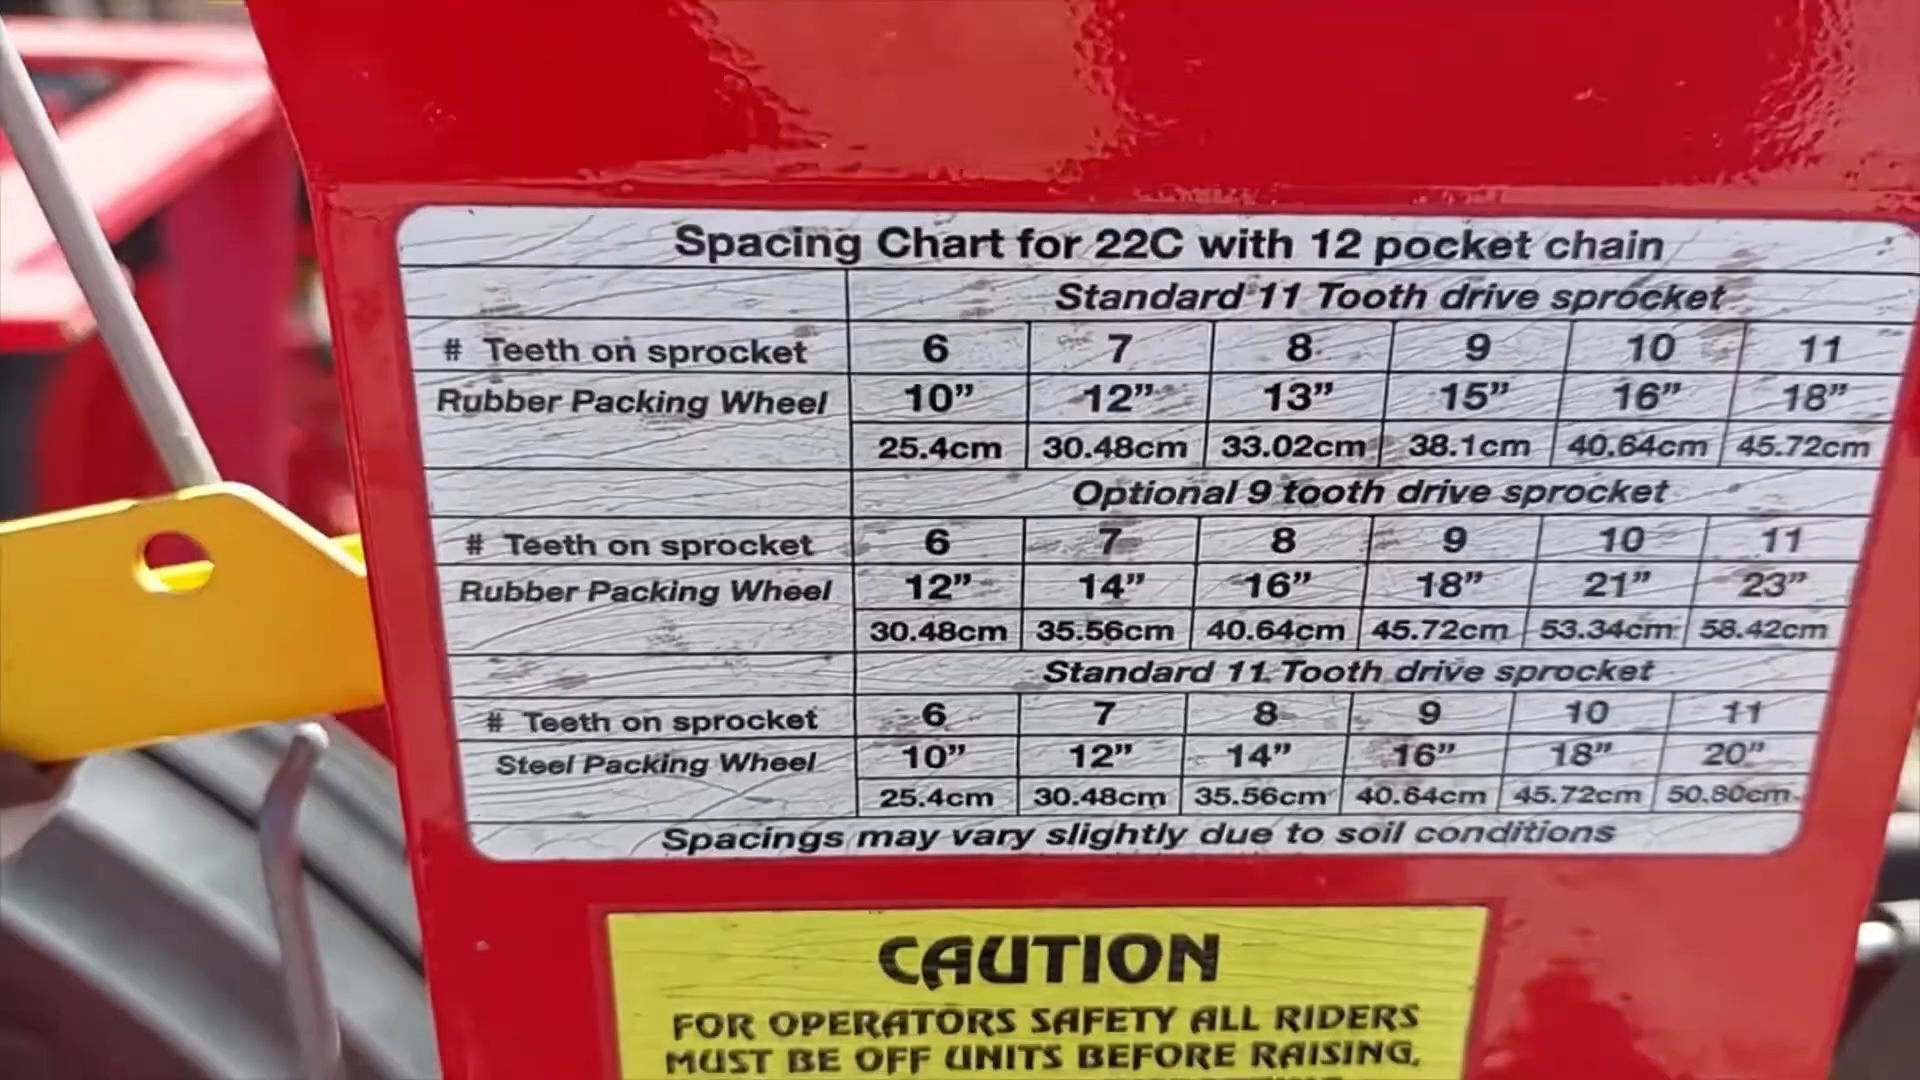 Spacing Chart for 22C with 12 pocket chain
Standard 11 Tooth drive sprocket
# Teeth on sprocket 6 7 8 9 10 11
Rubber Packing Wheel 10" 12" 13" 15" 16" 18"
25.4cm 30.48cm 33.02cm 38.1cm 40.64cm 45.72cm
Optional 9 tooth drive sprocket
# Teeth on sprocket 6 7 8 9 10 11
Rubber Packing Wheel 12" 14" 16" 18" 21" 23"
30.48cm 35.56cm 40.64cm 45.72cm 53.34cm 58.42cm
Standard 11 Tooth drive sprocket
# Teeth on sprocket 6 7 8 9 10 11
Steel Packing Wheel 10" 12" 14" 16" 18" 20"
25.4cm 30.48cm 35.56cm 40.64cm 45.72cm 50.80cm
Spacings may vary slightly due to soil conditions
CAUTION
FOR OPERATORS SAFETY ALL RIDERS
MUST BE OFF UNITS BEFORE RAISING,